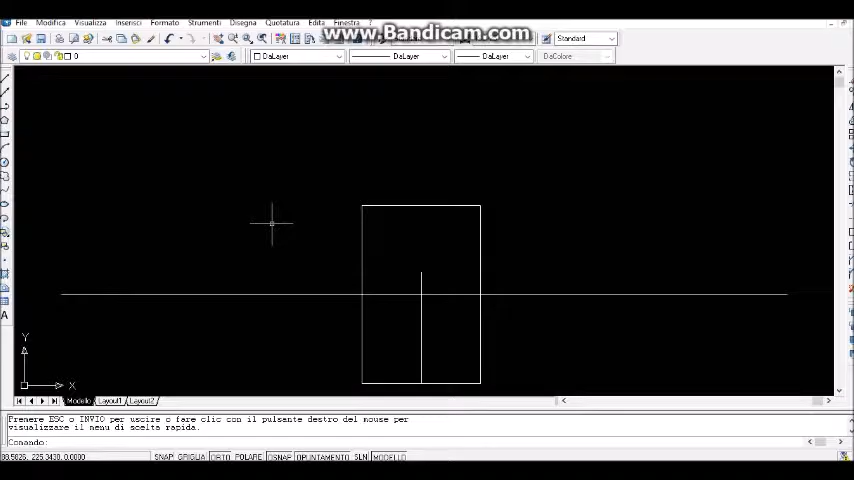 File Modifica Visualizza Inserisci Formato Strumenti Disegna Quotatura Edita Finestra ?
www.Bandicam.com
Standard
0 DaLayer DaLayer DaLayer DaColore
Y
X
Modello Layout1 Layout2
Premere ESC o INVIO per uscire o fare clic con il pulsante destro del mouse per
visualizzare il menu di scelta rapida.
Comando:
SNAP GRIGLIA ORTO POLARE OSNAP OPUNTAMENTO SLN MODELLO